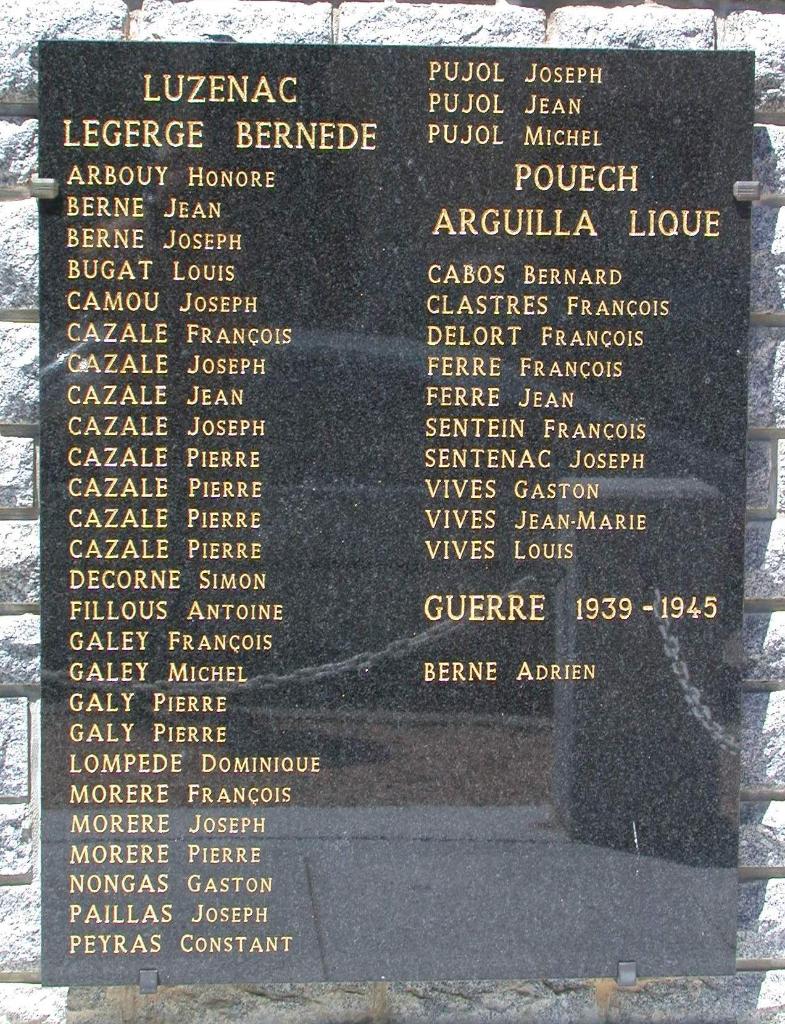 LUZENAC
LEGERGE BERNEDE
ARBOUY HONORE
BERNE JEAN
BERNE JOSEPH
BUGAT LOUIS
CAMOU JOSEPH
CAZALE FRANÇOIS
CAZALE JOSEPH
CAZALE JEAN
CAZALE JOSEPH
CAZALE PIERRE
CAZALE PIERRE
CAZALE PIERRE
CAZALE PIERRE
DECORNE SIMON
FILLOUS ANTOINE
GALEY FRANÇOIS
GALEY MICHEL
GALY PIERRE
GALY PIERRE
LOMPEDE DOMINIQUE
MORERE FRANÇOIS
MORERE JOSEPH
MORERE PIERRE
NONGAS GASTON
PAILLAS JOSEPH
PEYRAS CONSTANT
PUJOL JOSEPH
PUJOL JEAN
PUJOL MICHEL
POUECH
ARGUILLA LIQUE
CABOS BERNARD
CLASTRES FRANÇOIS
DELORT FRANÇOIS
FERRE FRANÇOIS
FERRE JEAN
SENTEIN FRANÇOIS
SENTENAC JOSEPH
VIVES GASTON
VIVES JEAN-MARIE
VIVES LOUIS
GUERRE 1939-1945
BERNE ADRIEN